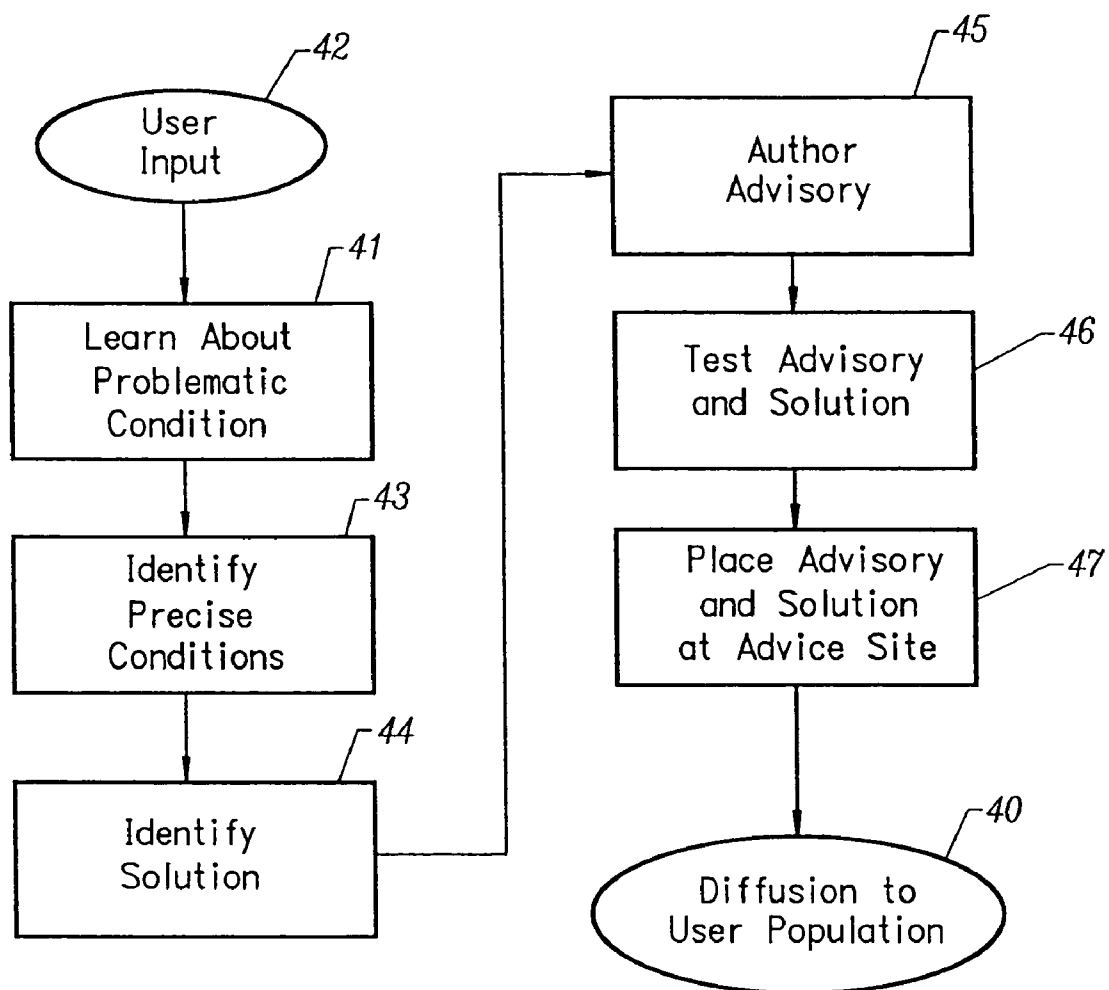 42
User
Input
41
Learn About
Problematic
Condition
43
Identify
Precise
Conditions
44
Identify
Solution
45
Author
Advisory
46
Test Advisory
and Solution
47
Place Advisory
and Solution
at Advice Site
40
Diffusion to
User Population